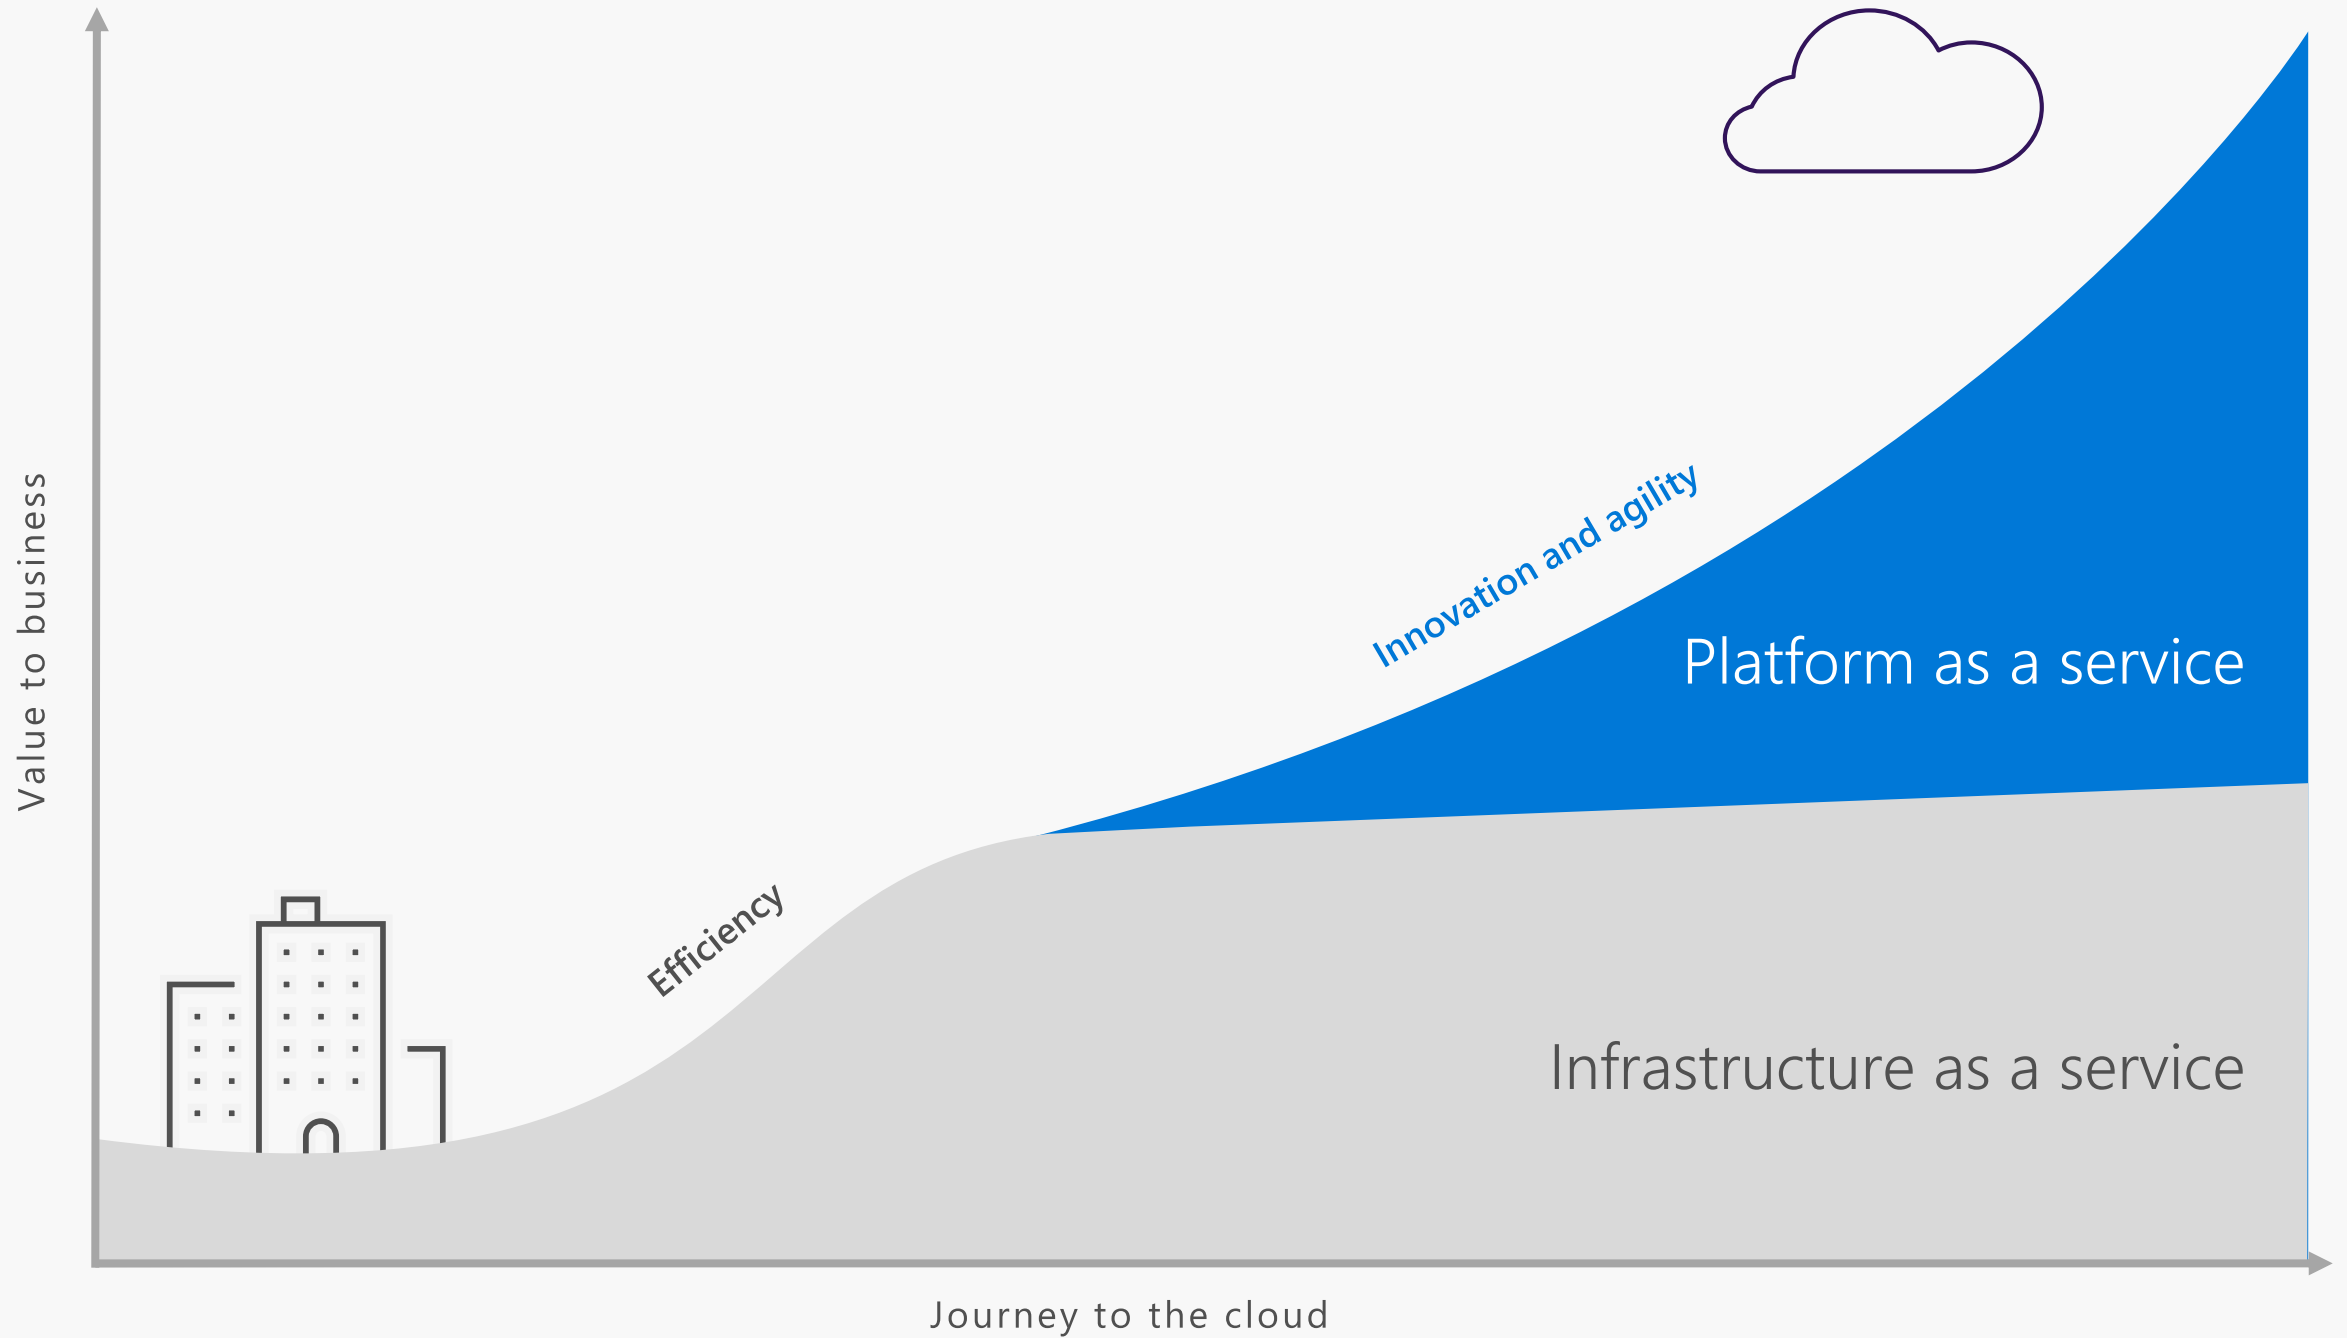 Value to business
Innovation and agility
Platform as a service
Efficiency
Infrastructure as a service
Journey to the cloud